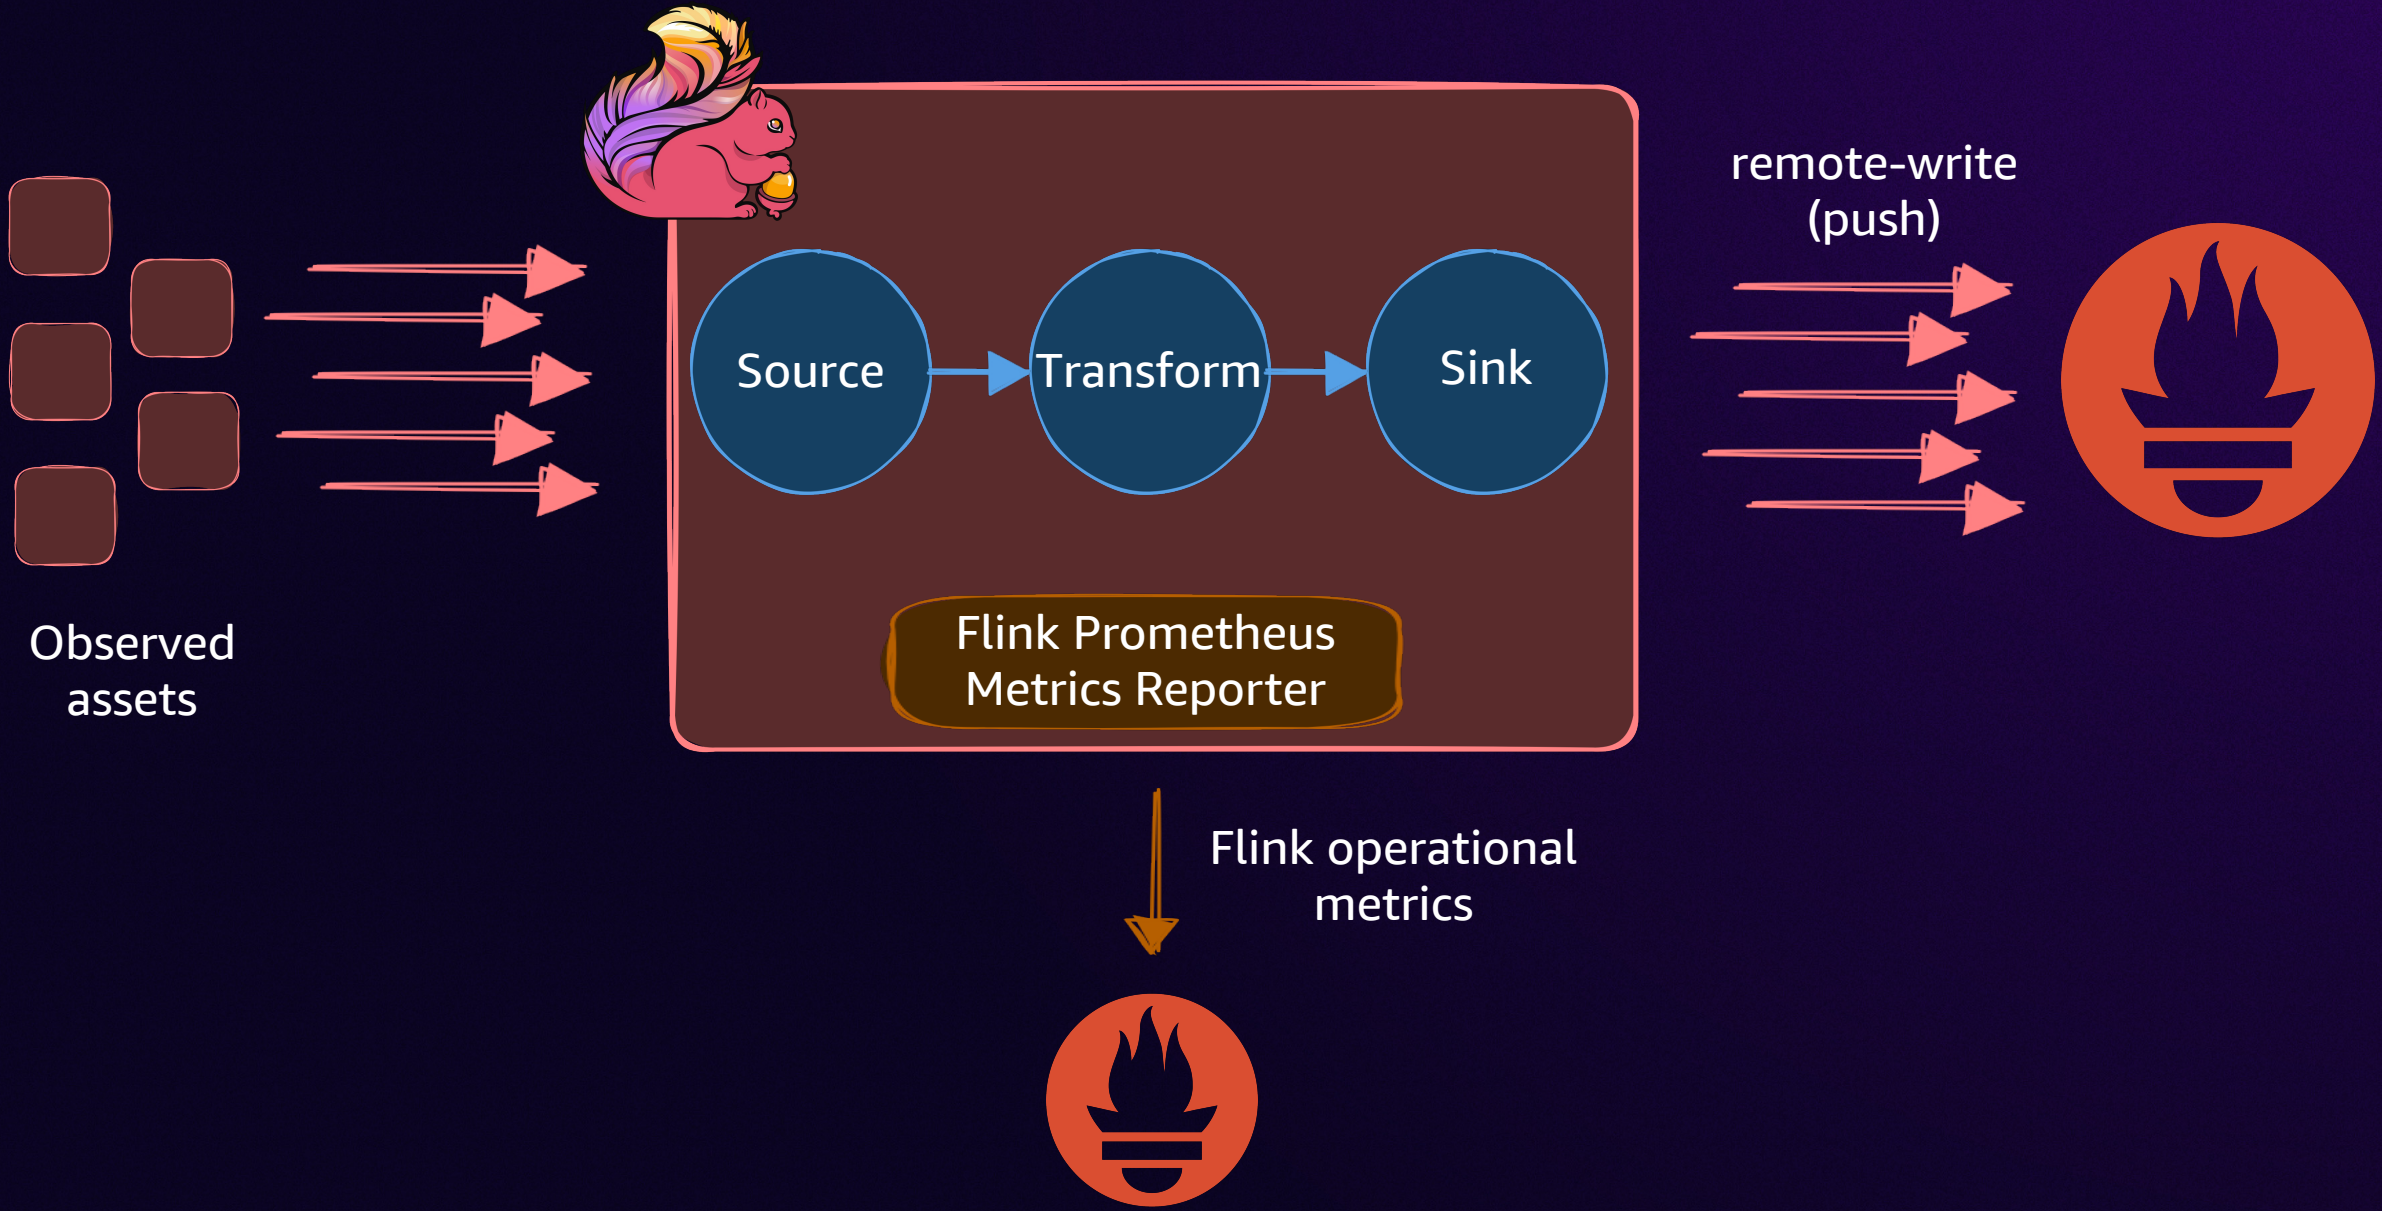 remote-write
(push)
Source
Transform
Sink
Observed
assets
Flink Prometheus
Metrics Reporter
Flink operational
metrics